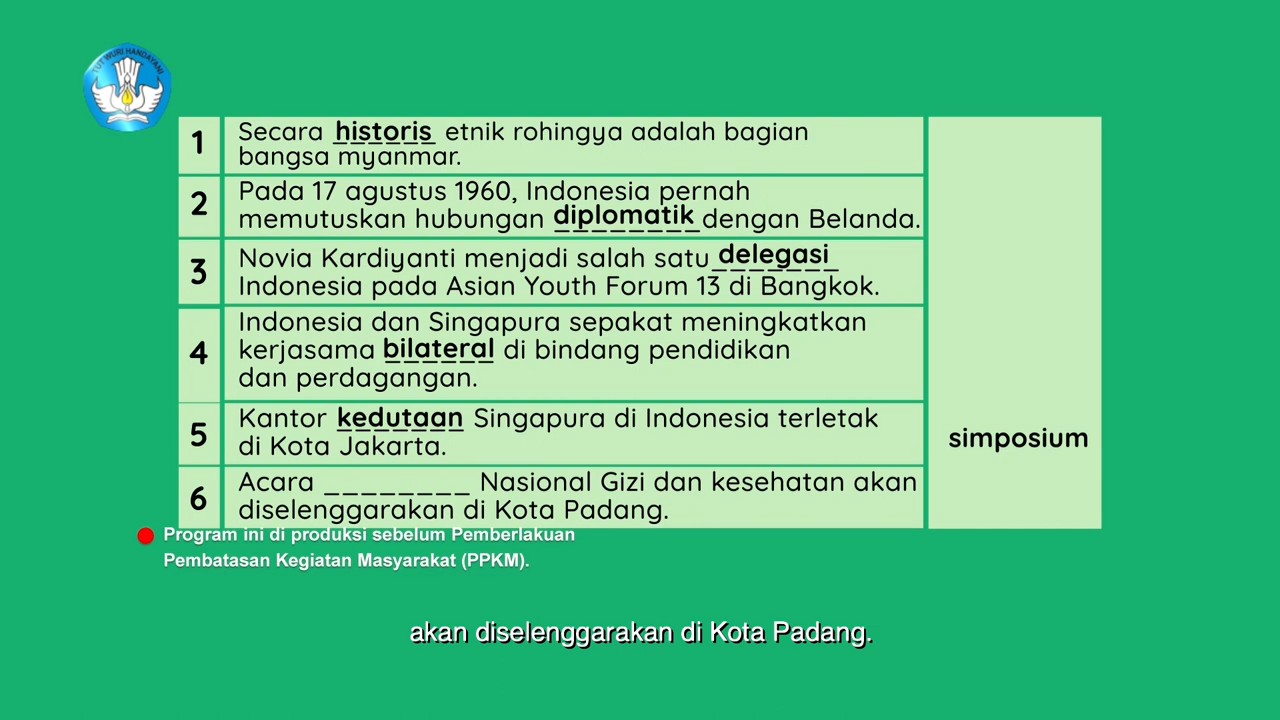 TUT WURI HANDAYANI
1 Secara historis etnik rohingya adalah bagian
bangsa myanmar.
2 Pada 17 agustus 1960, Indonesia pernah
memutuskan hubungan diplomatik dengan Belanda.
3 Novia Kardiyanti menjadi salah satu delegasi
Indonesia pada Asian Youth Forum 13 di Bangkok.
4 Indonesia dan Singapura sepakat meningkatkan
kerjasama bilateral di bindang pendidikan
dan perdagangan.
5 Kantor kedutaan Singapura di Indonesia terletak
di Kota Jakarta.
simposium
6 Acara ________ Nasional Gizi dan kesehatan akan
diselenggarakan di Kota Padang.
Program ini di produksi sebelum Pemberlakuan
Pembatasan Kegiatan Masyarakat (PPKM).
akan diselenggarakan di Kota Padang.